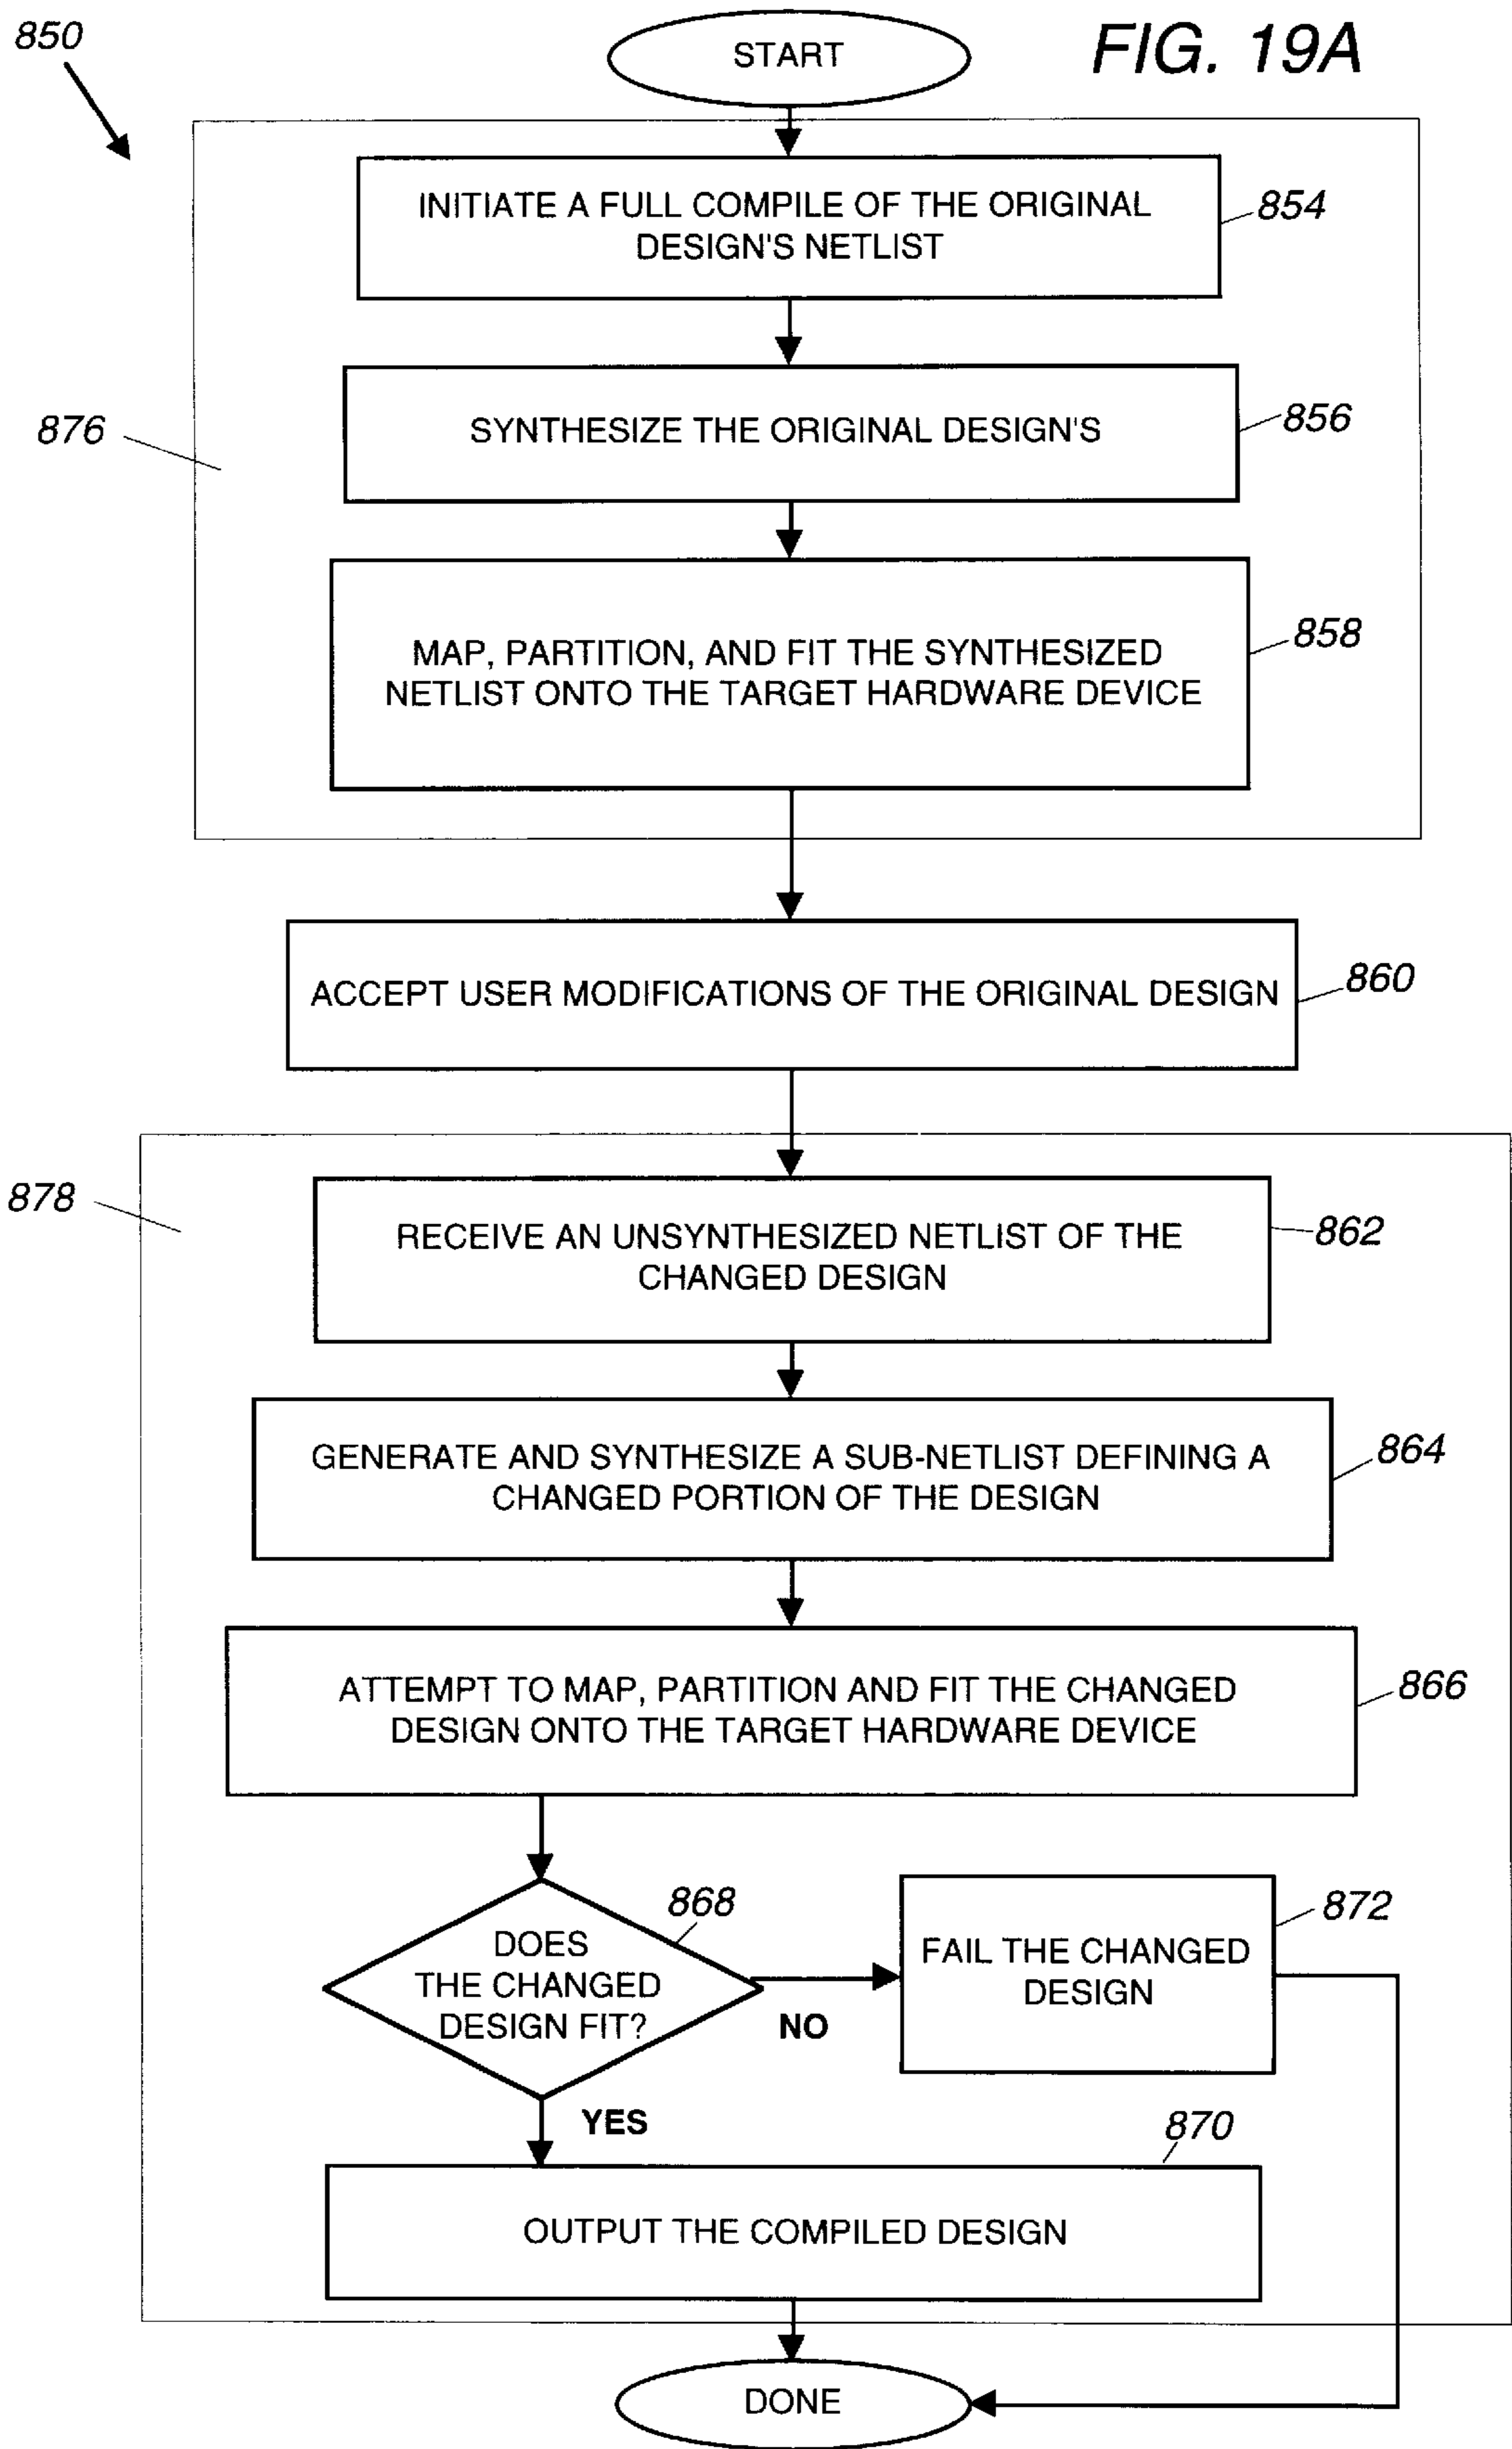 850
START
FIG. 19A
INITIATE A FULL COMPILE OF THE ORIGINAL
DESIGN'S NETLIST
854
SYNTHESIZE THE ORIGINAL DESIGN'S
856
876
MAP, PARTITION, AND FIT THE SYNTHESIZED
NETLIST ONTO THE TARGET HARDWARE DEVICE
858
ACCEPT USER MODIFICATIONS OF THE ORIGINAL DESIGN
860
878
RECEIVE AN UNSYNTHESIZED NETLIST OF THE
CHANGED DESIGN
862
GENERATE AND SYNTHESIZE A SUB-NETLIST DEFINING A
CHANGED PORTION OF THE DESIGN
864
ATTEMPT TO MAP, PARTITION AND FIT THE CHANGED
DESIGN ONTO THE TARGET HARDWARE DEVICE
866
DOES
THE CHANGED
DESIGN FIT?
868
NO
FAIL THE CHANGED
DESIGN
872
YES
870
OUTPUT THE COMPILED DESIGN
DONE